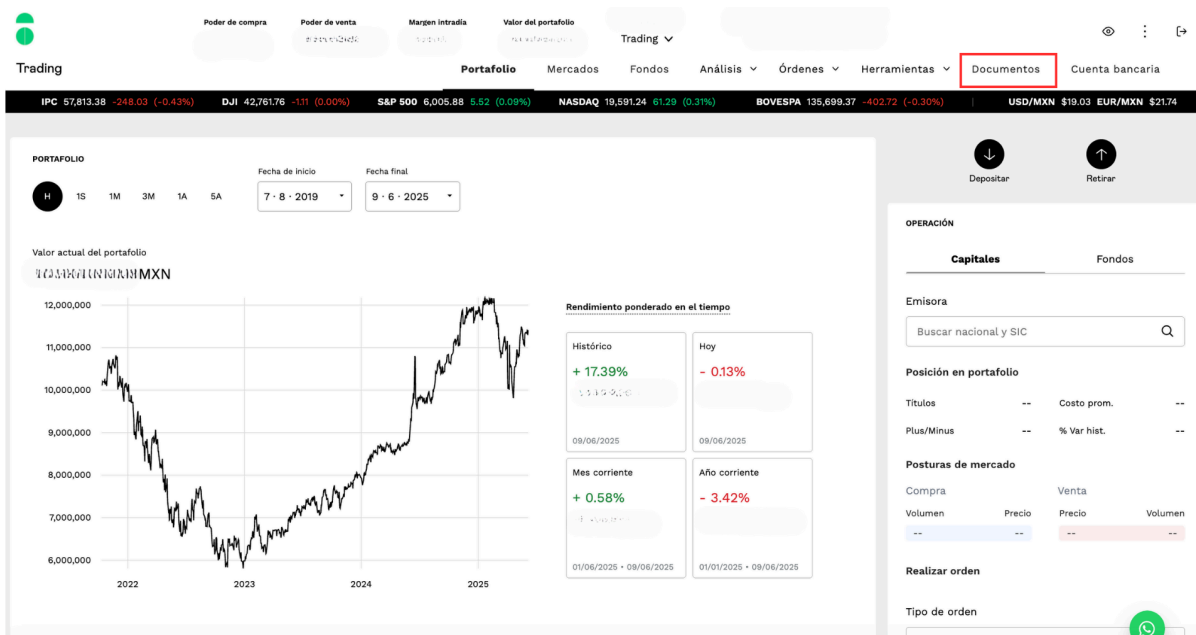 Poder de compra Poder de venta Margen intradía Valor del portafolio
Trading
Trading Portafolio Mercados Fondos Análisis Órdenes Herramientas Documentos Cuenta bancaria
IPC 57,813.38 -248.03 (-0.43%) DJI 42,761.76 -1.11 (0.00%) S&P 500 6,005.88 5.52 (0.09%) NASDAQ 19,591.24 61.29 (0.31%) BOVESPA 135,699.37 -402.72 (-0.30%) | USD/MXN $19.03 EUR/MXN $21.74
PORTAFOLIO
Fecha de inicio Fecha final
H 1S 1M 3M 1A 5A 7 · 8 · 2019 9 · 6 · 2025
Valor actual del portafolio
MXN
12,000,000
11,000,000
10,000,000
9,000,000
8,000,000
7,000,000
6,000,000
2022 2023 2024 2025
Rendimiento ponderado en el tiempo
Histórico
+ 17.39%
09/06/2025
Hoy
- 0.13%
09/06/2025
Mes corriente
+ 0.58%
01/06/2025 • 09/06/2025
Año corriente
- 3.42%
01/01/2025 • 09/06/2025
Depositar Retirar
OPERACIÓN
Capitales Fondos
Emisora
Buscar nacional y SIC
Posición en portafolio
Títulos -- Costo prom. --
Plus/Minus -- % Var hist. --
Posturas de mercado
Compra Venta
Volumen Precio Precio Volumen
-- -- -- --
Realizar orden
Tipo de orden